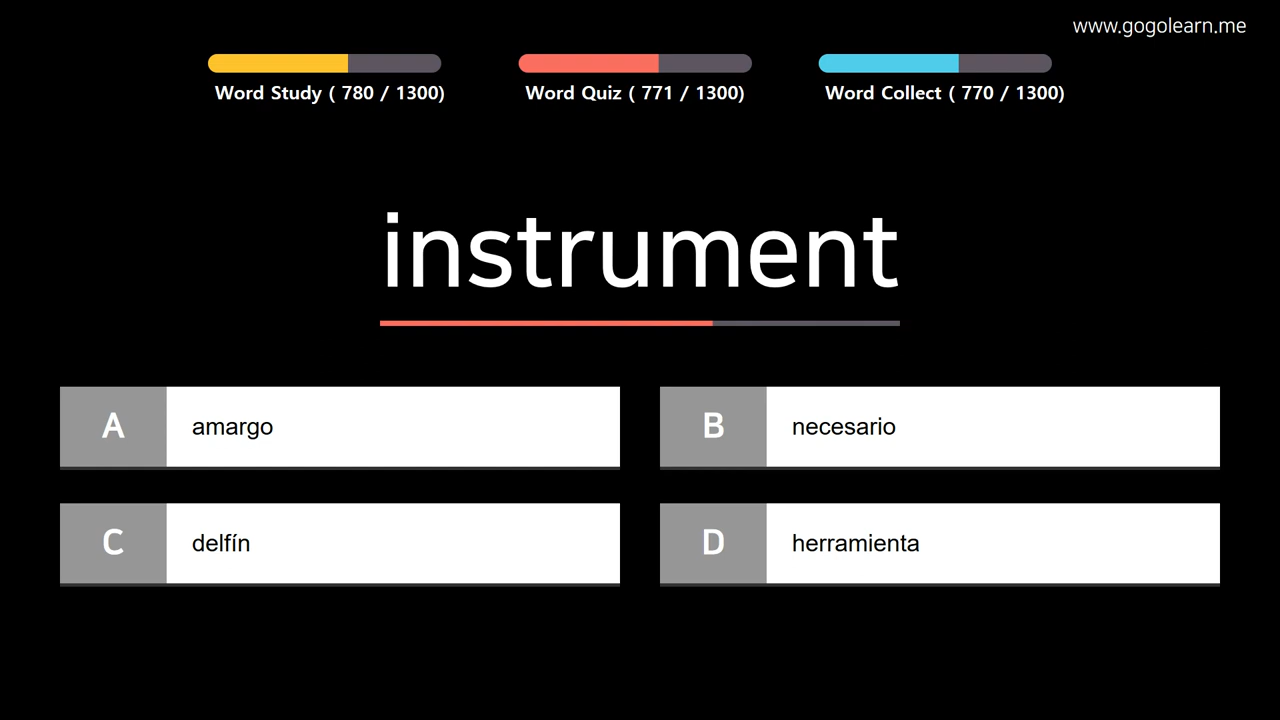 www.gogolearn.me
Word Study ( 780 / 1300)
Word Quiz ( 771 / 1300)
Word Collect ( 770 / 1300)
instrument
A
amargo
B
necesario
C
delfín
D
herramienta